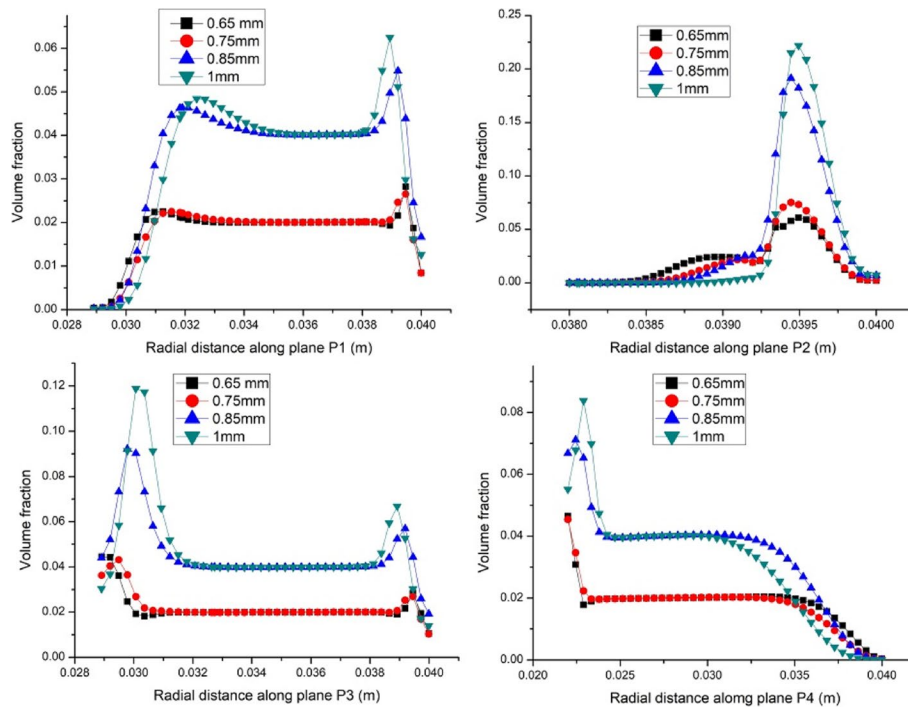 0.65 mm
0.75mm
0.85mm
1mm
Volume fraction
0.06
0.05
0.04
0.03
0.02
0.01
0.00
0.028 0.030 0.032 0.034 0.036 0.038 0.040
Radial distance along plane P1 (m)
0.65mm
0.75mm
0.85mm
1mm
Volume fraction
0.25
0.20
0.15
0.10
0.05
0.00
0.0380 0.0385 0.0390 0.0395 0.0400
Radial distance along plane P2 (m)
0.65 mm
0.75mm
0.85mm
1mm
Volume fraction
0.12
0.10
0.08
0.06
0.04
0.02
0.00
0.028 0.030 0.032 0.034 0.036 0.038 0.040
Radial distance along plane P3 (m)
0.65mm
0.75mm
0.85mm
1mm
Volume fraction
0.08
0.06
0.04
0.02
0.00
0.020 0.025 0.030 0.035 0.040
Radial distance alomg plane P4 (m)